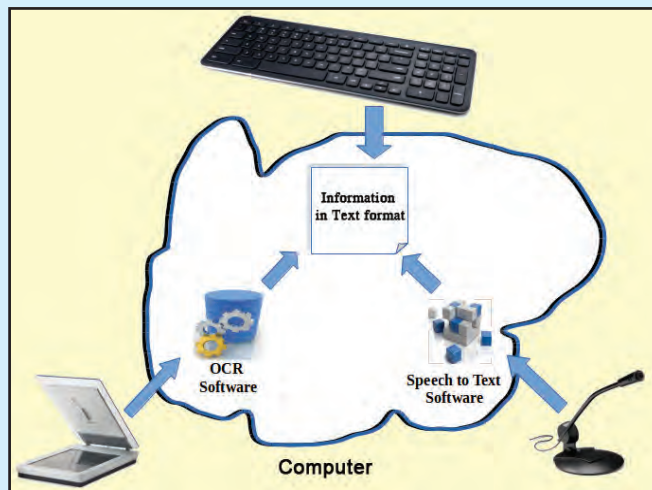 Information
in Text format
OCR
Software
Speech to Text
Software
Computer